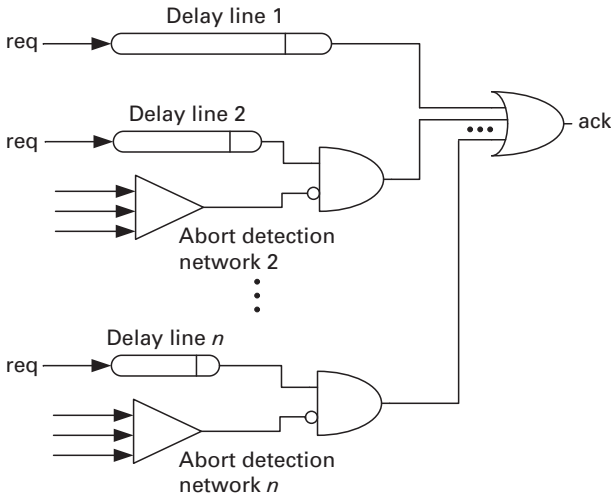 Delay line 1
req
Delay line 2
req
ack
Abort detection
network 2
Delay line n
req
Abort detection
network n